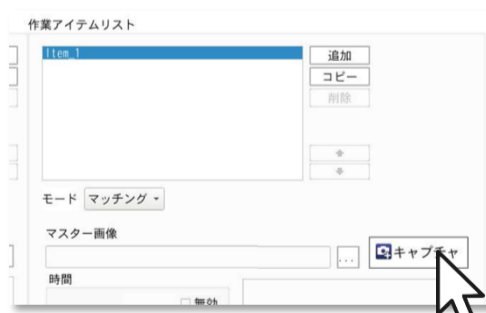 作業アイテムリスト
Item_1
追加
コピー
削除
モード マッチング
マスター画像
...
キャプチャ
時間
無効